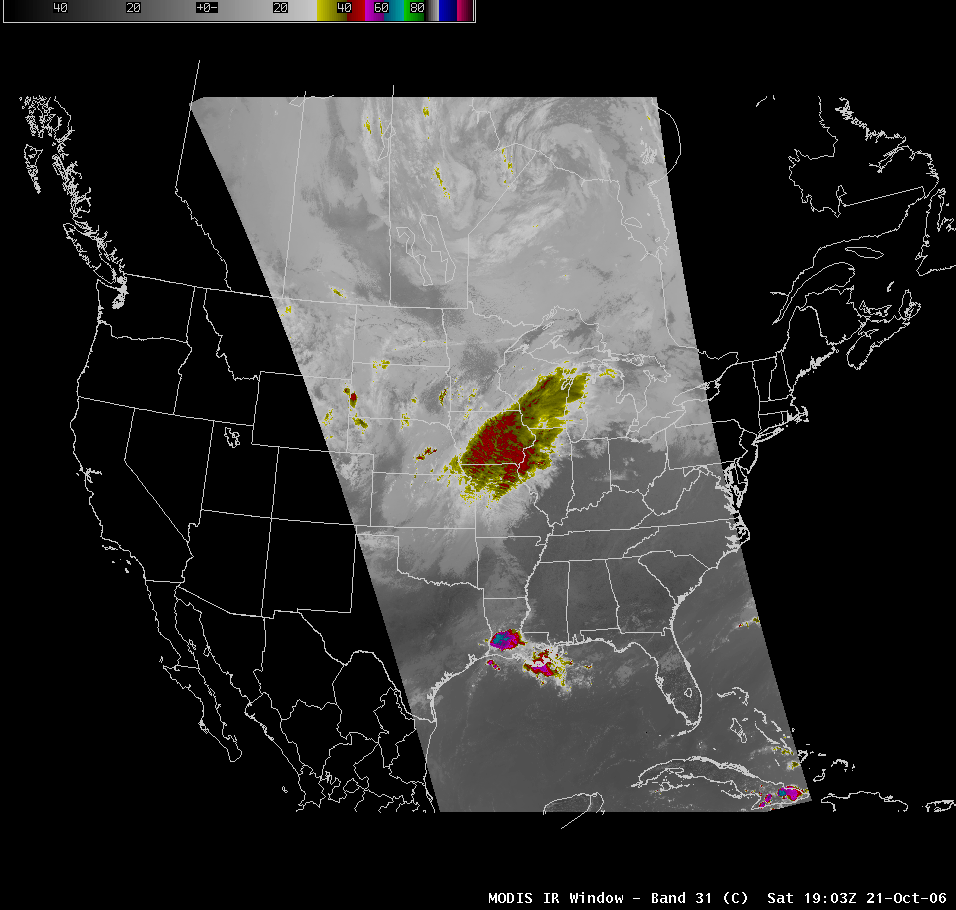 40 20 +0- 20 40 60 80
N
MODIS IR Window - Band 31 (C) Sat 19:03Z 21-Oct-06